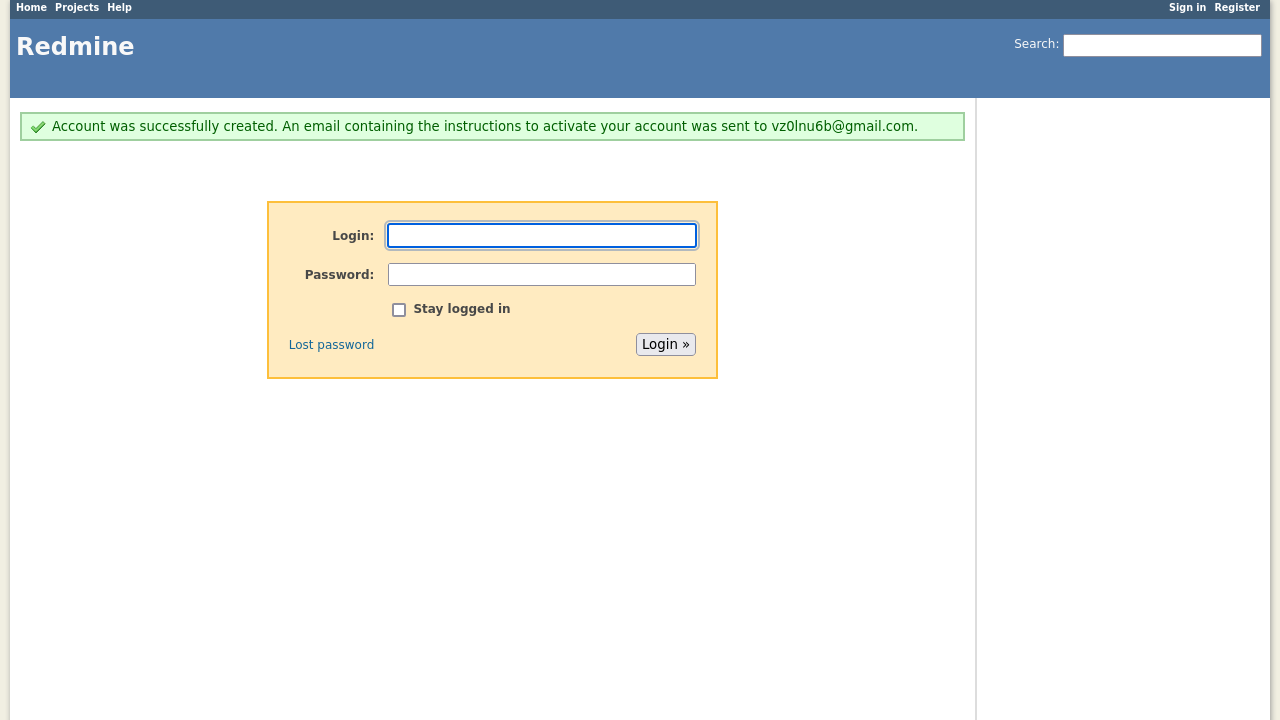 Home Projects Help Sign in Register
Redmine
Search:
Account was successfully created. An email containing the instructions to activate your account was sent to vz0lnu6b@gmail.com.
Login:
Password:
Stay logged in
Lost password Login »